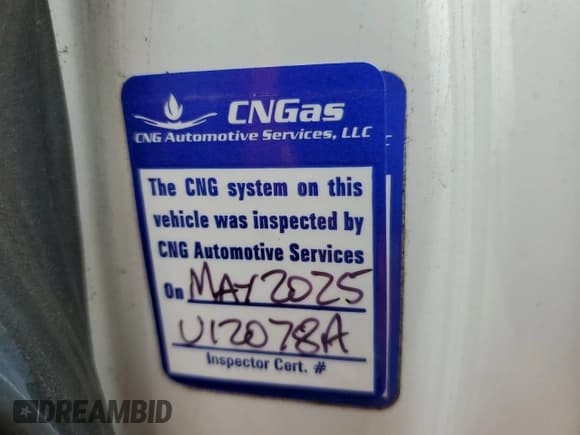 CNGas
CNG Automotive Services, LLC
The CNG system on this
vehicle was inspected by
CNG Automotive Services
On MAY 2025
U12078A
Inspector Cert. #
DREAMBID